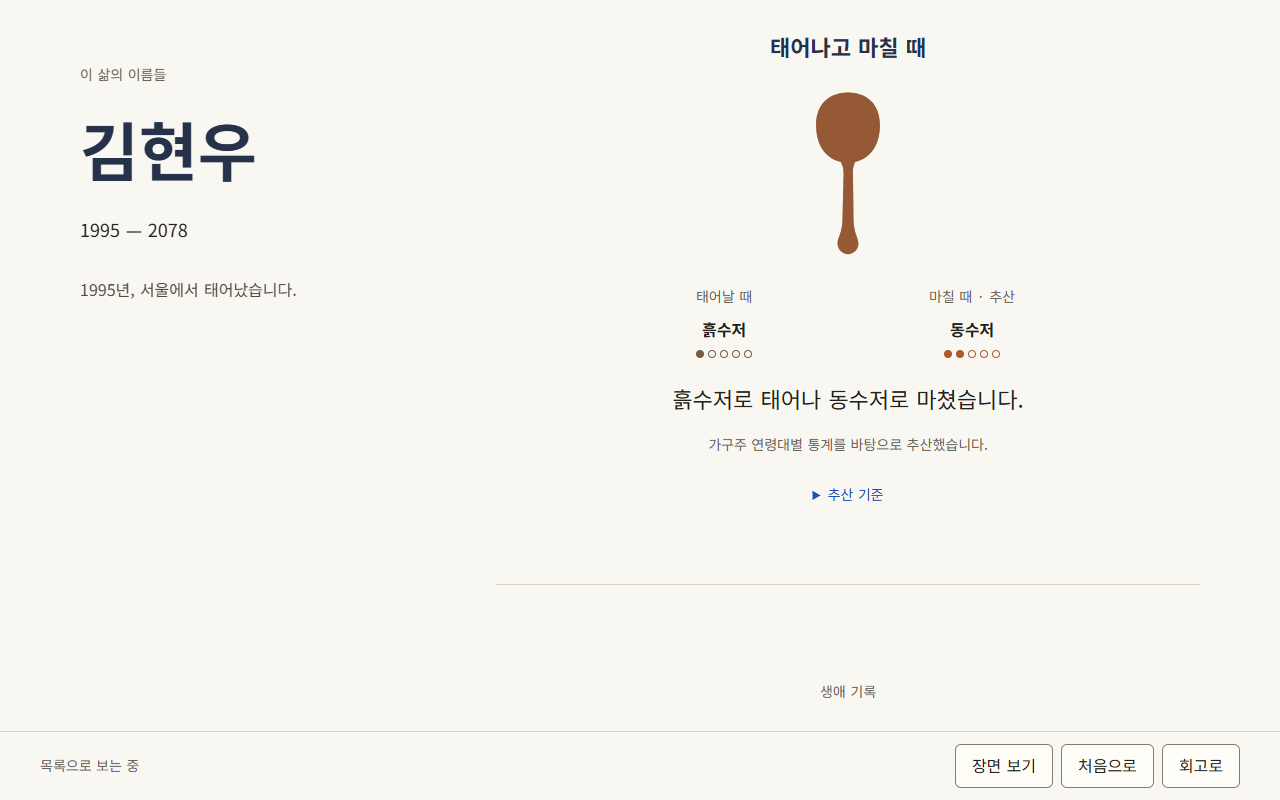 이 삶의 이름들
김현우
1995 — 2078
1995년, 서울에서 태어났습니다.
태어나고 마칠 때
태어날 때
흙수저
마칠 때 · 추산
동수저
흙수저로 태어나 동수저로 마쳤습니다.
가구주 연령대별 통계를 바탕으로 추산했습니다.
▶ 추산 기준
생애 기록
목록으로 보는 중
장면 보기
처음으로
회고로